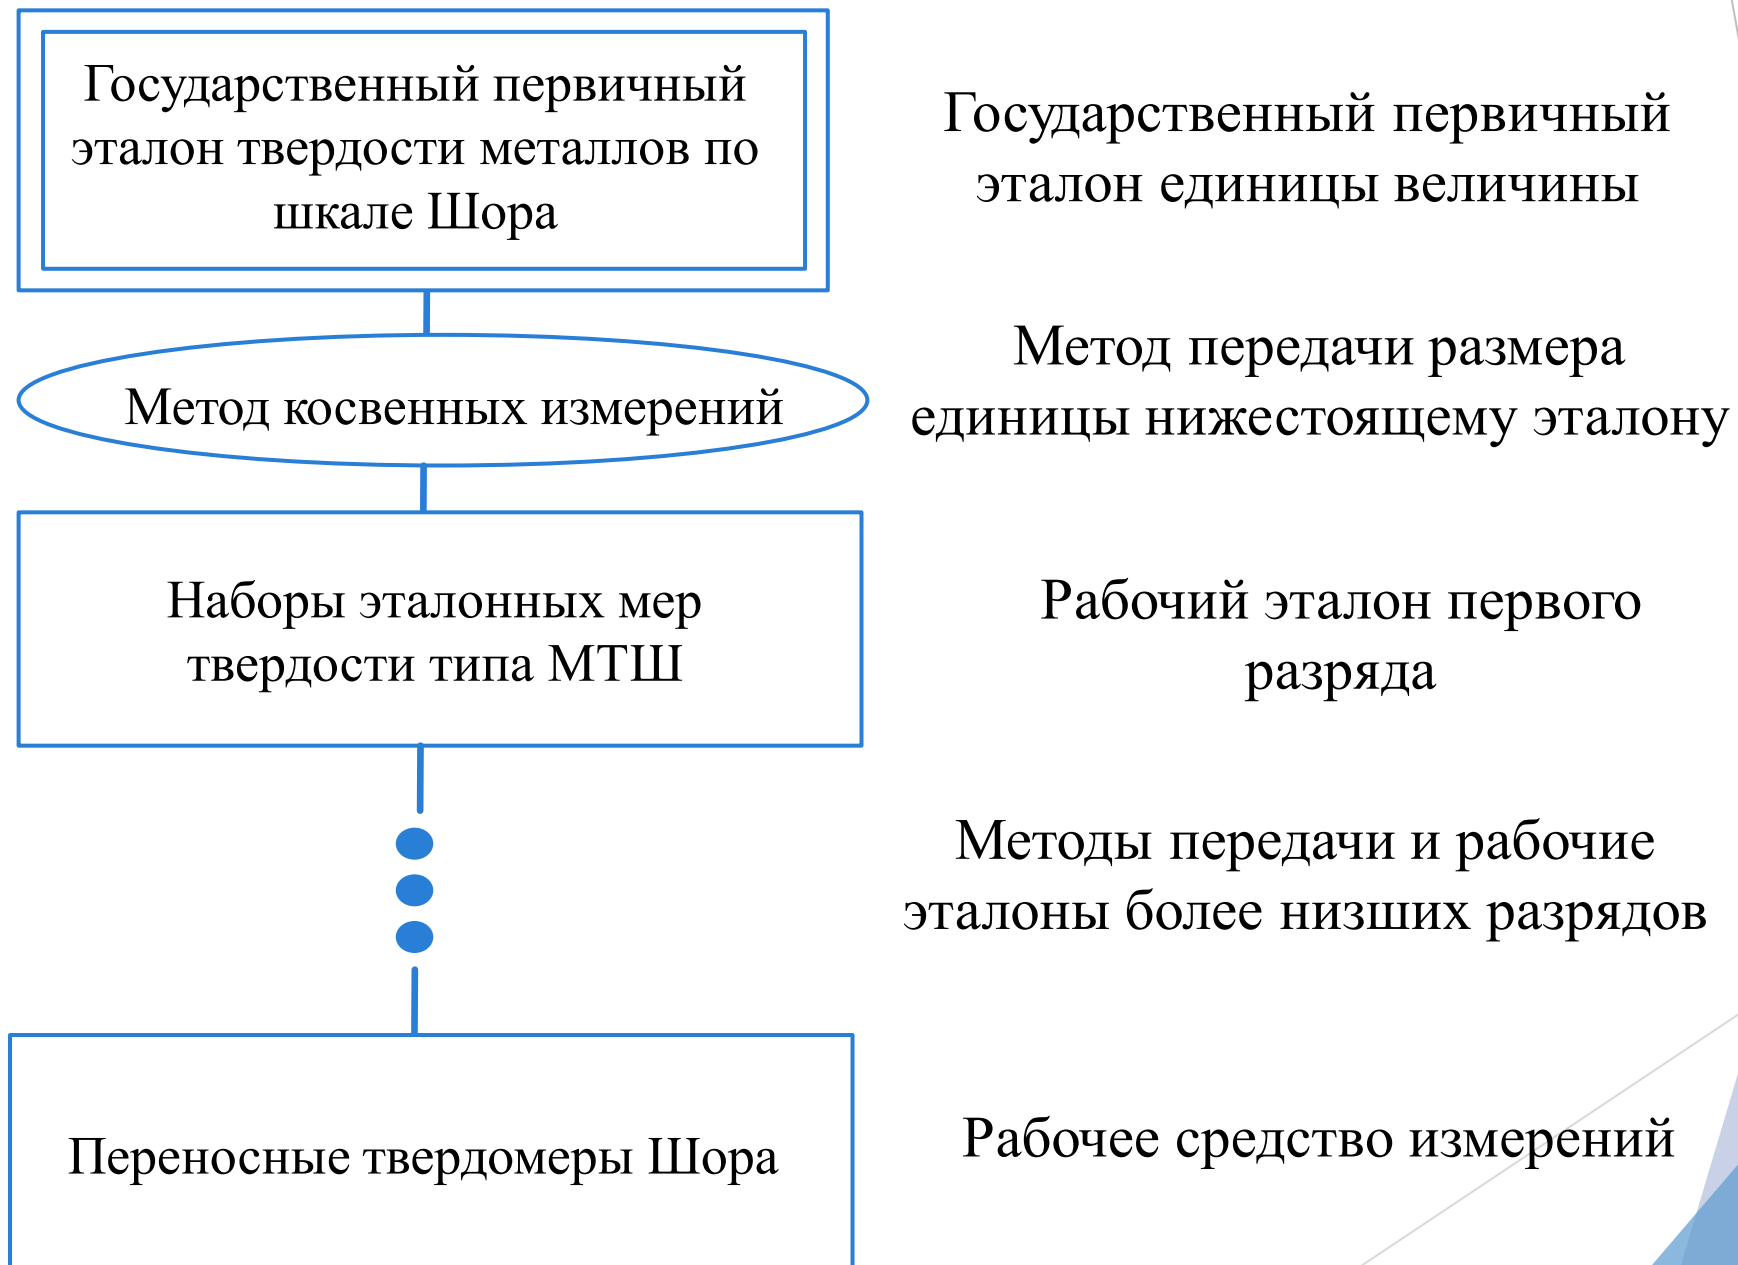 Государственный первичный
эталон твердости металлов по
шкале Шора
Государственный первичный
эталон единицы величины
Метод косвенных измерений
Метод передачи размера
единицы нижестоящему эталону
Наборы эталонных мер
твердости типа МТШ
Рабочий эталон первого
разряда
Методы передачи и рабочие
эталоны более низших разрядов
Переносные твердомеры Шора
Рабочее средство измерений